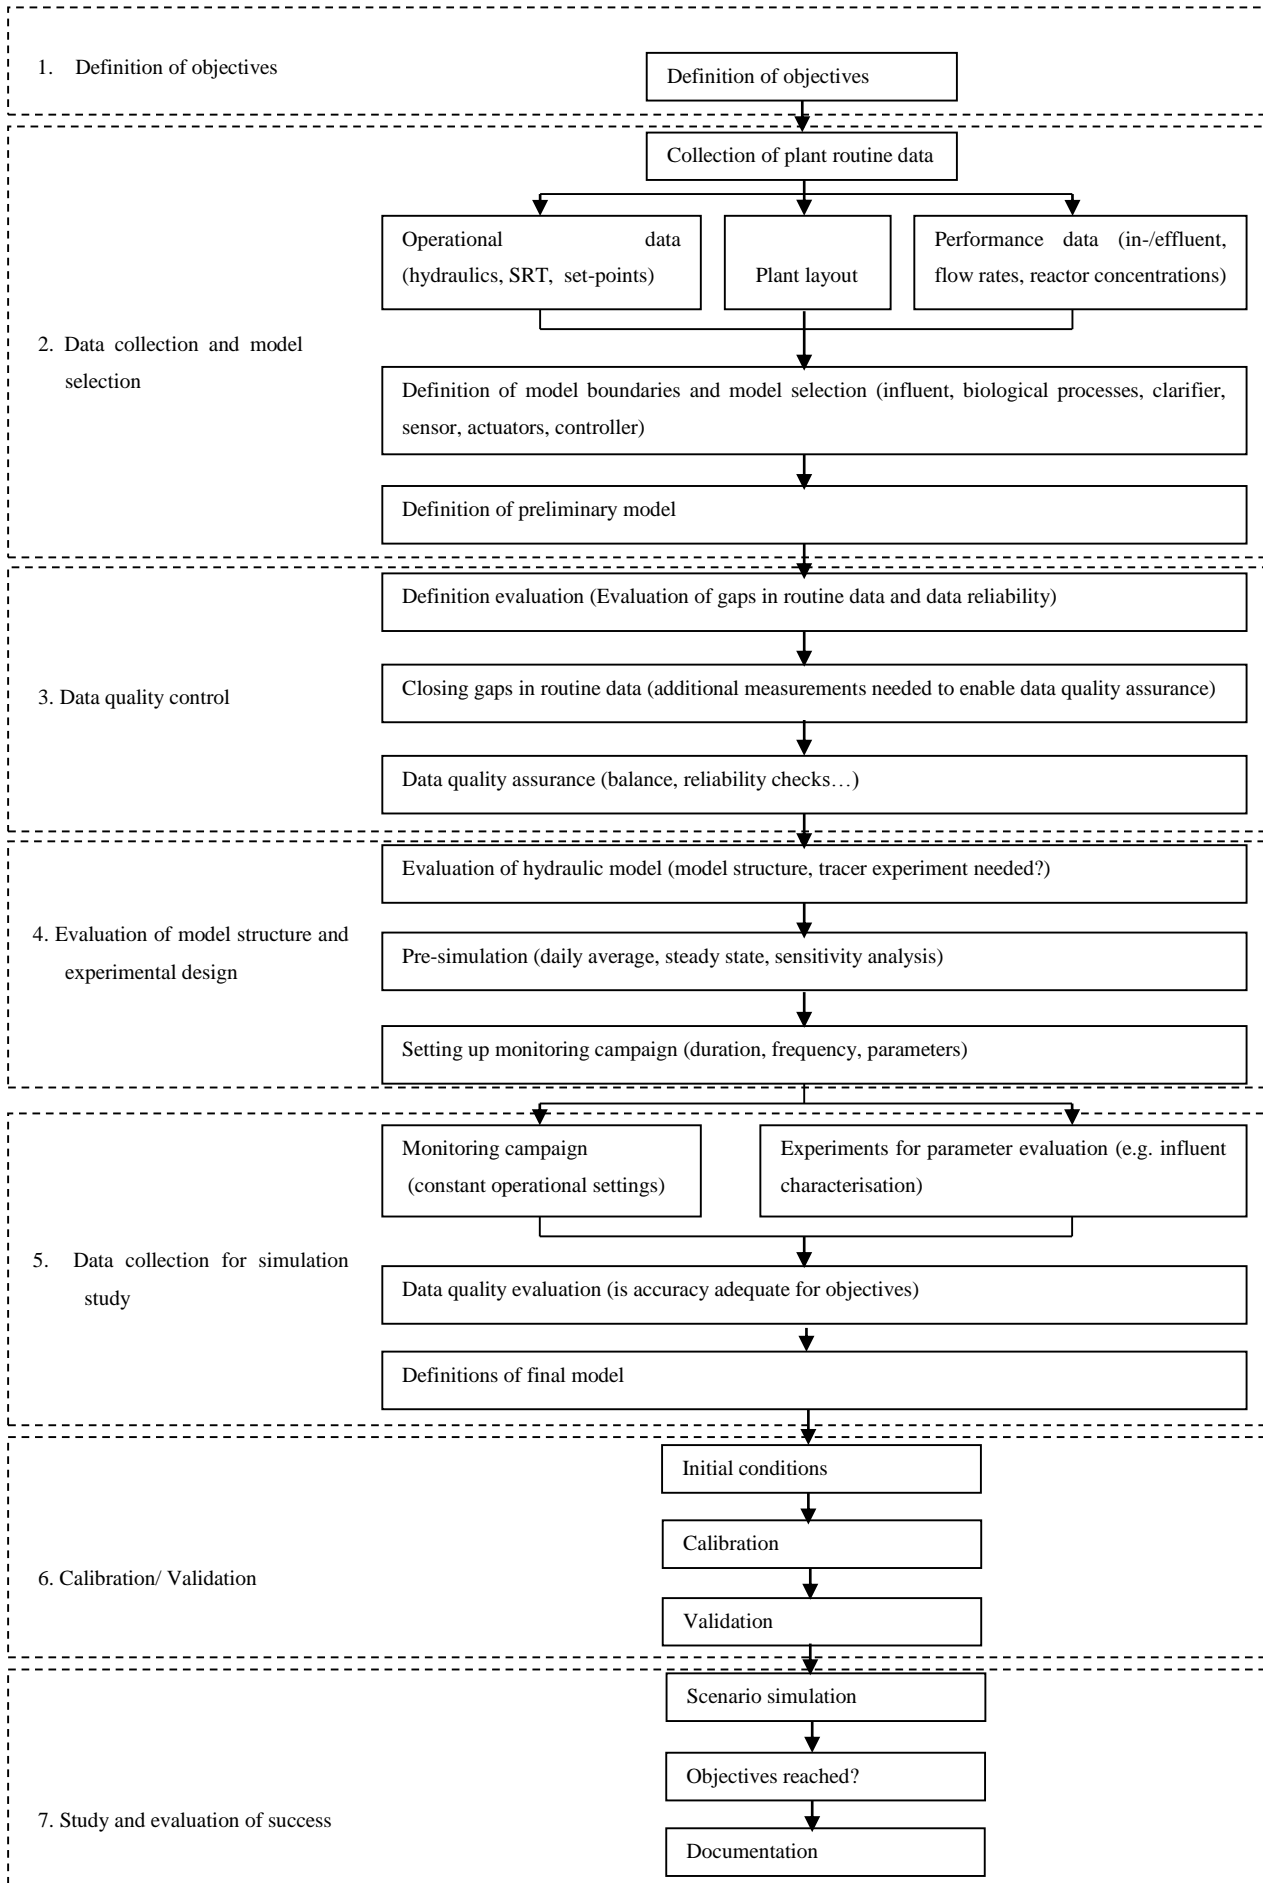 1. Definition of objectives
Definition of objectives
Collection of plant routine data
Operational data
(hydraulics, SRT, set-points)
Plant layout
Performance data (in-/effluent,
flow rates, reactor concentrations)
2. Data collection and model
selection
Definition of model boundaries and model selection (influent, biological processes, clarifier,
sensor, actuators, controller)
Definition of preliminary model
3. Data quality control
Definition evaluation (Evaluation of gaps in routine data and data reliability)
Closing gaps in routine data (additional measurements needed to enable data quality assurance)
Data quality assurance (balance, reliability checks…)
4. Evaluation of model structure and
experimental design
Evaluation of hydraulic model (model structure, tracer experiment needed?)
Pre-simulation (daily average, steady state, sensitivity analysis)
Setting up monitoring campaign (duration, frequency, parameters)
5. Data collection for simulation
study
Monitoring campaign
(constant operational settings)
Experiments for parameter evaluation (e.g. influent
characterisation)
Data quality evaluation (is accuracy adequate for objectives)
Definitions of final model
6. Calibration/ Validation
Initial conditions
Calibration
Validation
7. Study and evaluation of success
Scenario simulation
Objectives reached?
Documentation